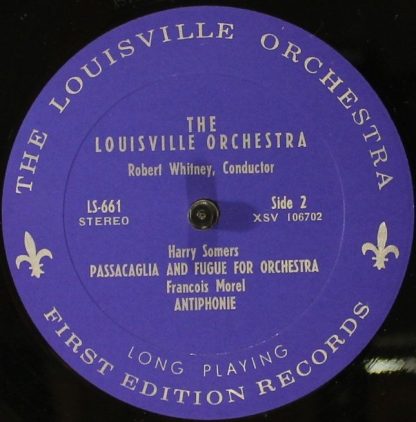 THE LOUISVILLE ORCHESTRA
THE
LOUISVILLE ORCHESTRA
Robert Whitney, Conductor
LS-661 Side 2
STEREO XSV 106702
Harry Somers
PASSACAGLIA AND FUGUE FOR ORCHESTRA
Francois Morel
ANTIPHONIE
LONG PLAYING
FIRST EDITION RECORDS